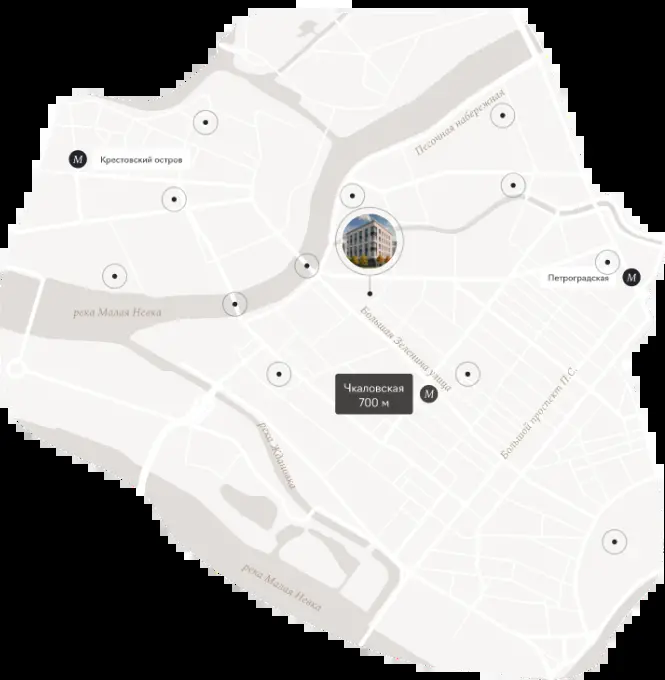 Песочная набережная
М
Крестовский остров
Петроградская
М
река Малая Невка
Большая Зеленина улица
Чкаловская
700 м
М
Большой проспект П.С.
река Ждановка
река Малая Невка